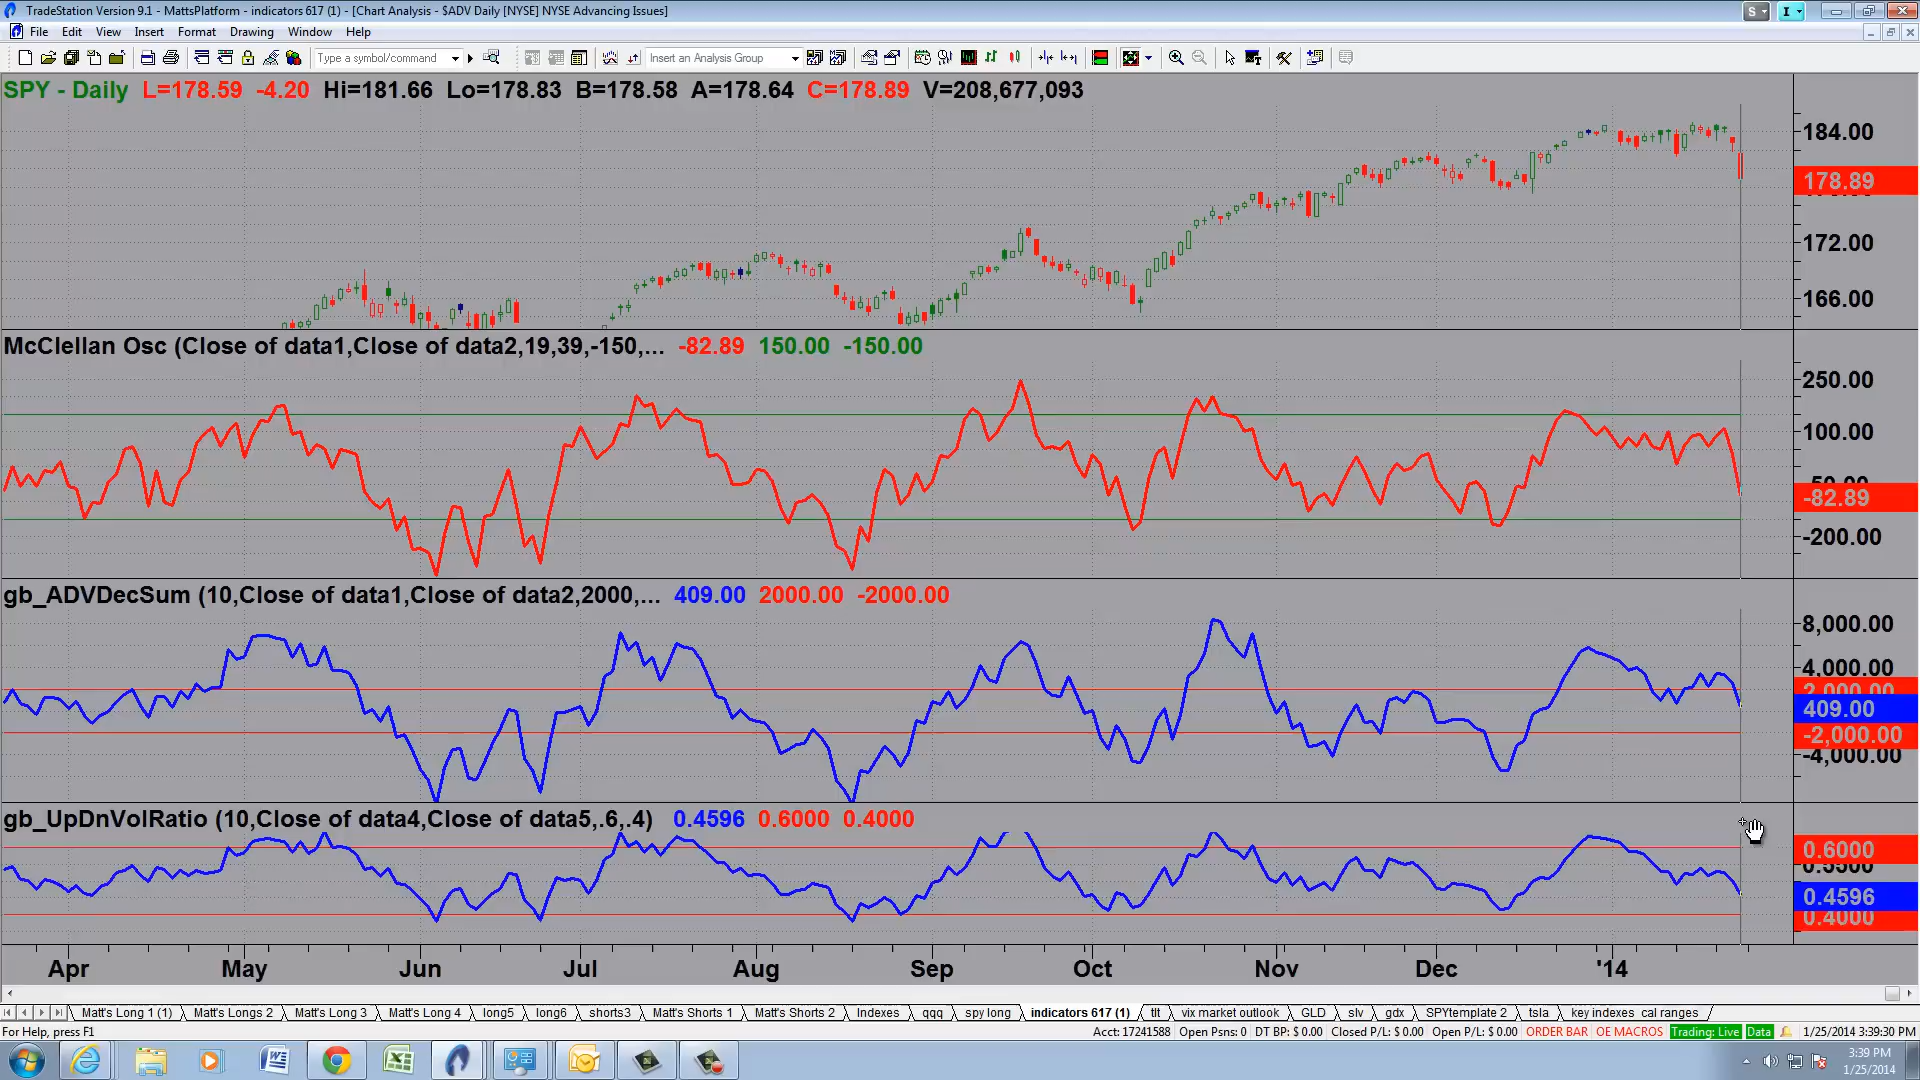 TradeStation Version 9.1 - MattsPlatform - indicators 617 (1) - [Chart Analysis - $ADV Daily [NYSE] NYSE Advancing Issues]
S
I
File Edit View Insert Format Drawing Window Help
Type a symbol/command
Insert an Analysis Group
SPY - Daily L=178.59 -4.20 Hi=181.66 Lo=178.83 B=178.58 A=178.64 C=178.89 V=208,677,093
184.00
178.89
172.00
166.00
McClellan Osc (Close of data1,Close of data2,19,39,-150,... -82.89 150.00 -150.00
250.00
100.00
-82.89
-200.00
gb_ADVDecSum (10,Close of data1,Close of data2,2000,... 409.00 2000.00 -2000.00
8,000.00
4,000.00
2,000.00
409.00
-2,000.00
-4,000.00
gb_UpDnVolRatio (10,Close of data4,Close of data5,.6,.4) 0.4596 0.6000 0.4000
0.6000
0.4596
0.4000
Apr May Jun Jul Aug Sep Oct Nov Dec '14
Matt's Long 1 (1) Matt's Longs 2 Matt's Long 3 Matt's Long 4 long5 long6 shorts3 Matt's Shorts 1 Matt's Shorts 2 Indexes qqq spy long indicators 617 (1) tlt vix market outlook GLD slv gdx SPYtemplate 2 tsla key indexes cal ranges
For Help, press F1
Acct: 17241588 Open Psns: 0 DT BP: $ 0.00 Closed P/L: $ 0.00 Open P/L: $ 0.00 ORDER BAR OE MACROS Trading: Live Data 1/25/2014 3:39:30 PM
3:39 PM
1/25/2014